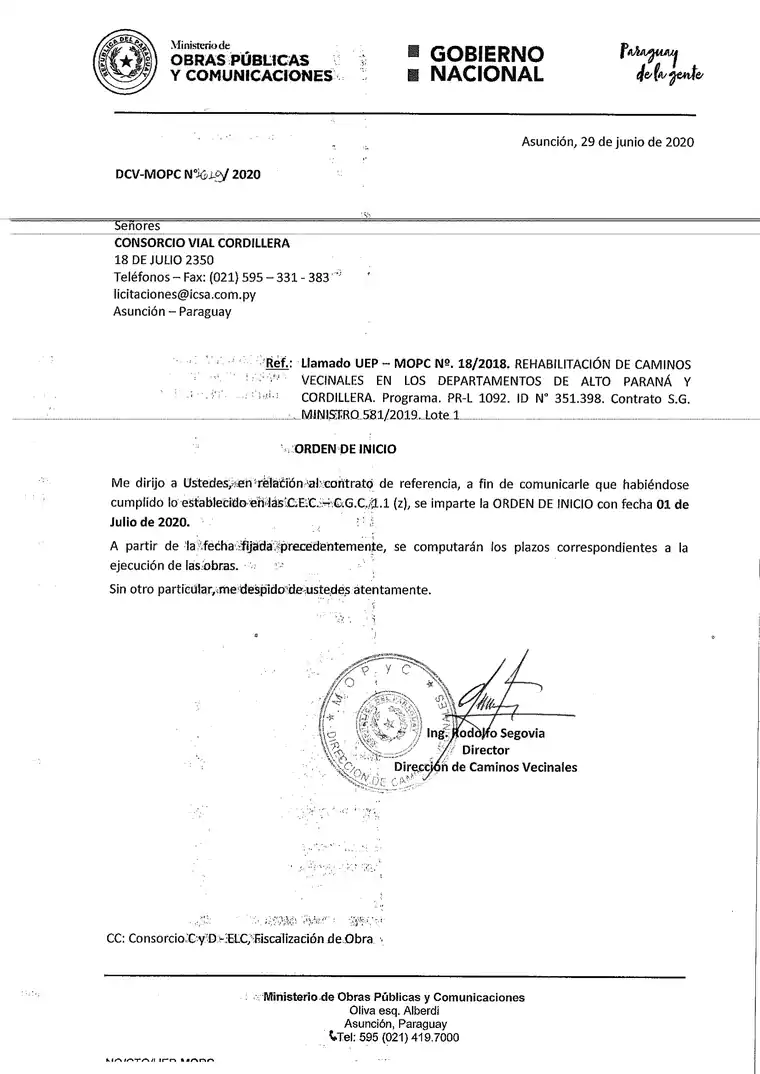 Ministerio de
OBRAS PÚBLICAS
Y COMUNICACIONES
GOBIERNO
NACIONAL
Paraguay
de la gente
REPUBLICA DEL PARAGUAY
Asunción, 29 de junio de 2020
DCV-MOPC N° / 2020
Señores
CONSORCIO VIAL CORDILLERA
18 DE JULIO 2350
Teléfonos – Fax: (021) 595 – 331 - 383
licitaciones@icsa.com.py
Asunción – Paraguay
Ref.: Llamado UEP – MOPC Nº. 18/2018. REHABILITACIÓN DE CAMINOS
VECINALES EN LOS DEPARTAMENTOS DE ALTO PARANÁ Y
CORDILLERA. Programa. PR-L 1092. ID N° 351.398. Contrato S.G.
MINISTRO 581/2019. Lote 1
ORDEN DE INICIO
Me dirijo a Ustedes, en relación al contrato de referencia, a fin de comunicarle que habiéndose
cumplido lo establecido en las C.E.C. – C.G.C. 1.1 (z), se imparte la ORDEN DE INICIO con fecha 01 de
Julio de 2020.
A partir de la fecha fijada precedentemente, se computarán los plazos correspondientes a la
ejecución de las obras.
Sin otro particular, me despido de ustedes atentamente.
M O P Y C
DIRECCION DE CAM
Ing. Rodolfo Segovia
Director
Dirección de Caminos Vecinales
CC: Consorcio C y D - ELC, Fiscalización de Obra
Ministerio de Obras Públicas y Comunicaciones
Oliva esq. Alberdi
Asunción, Paraguay
Tel: 595 (021) 419.7000